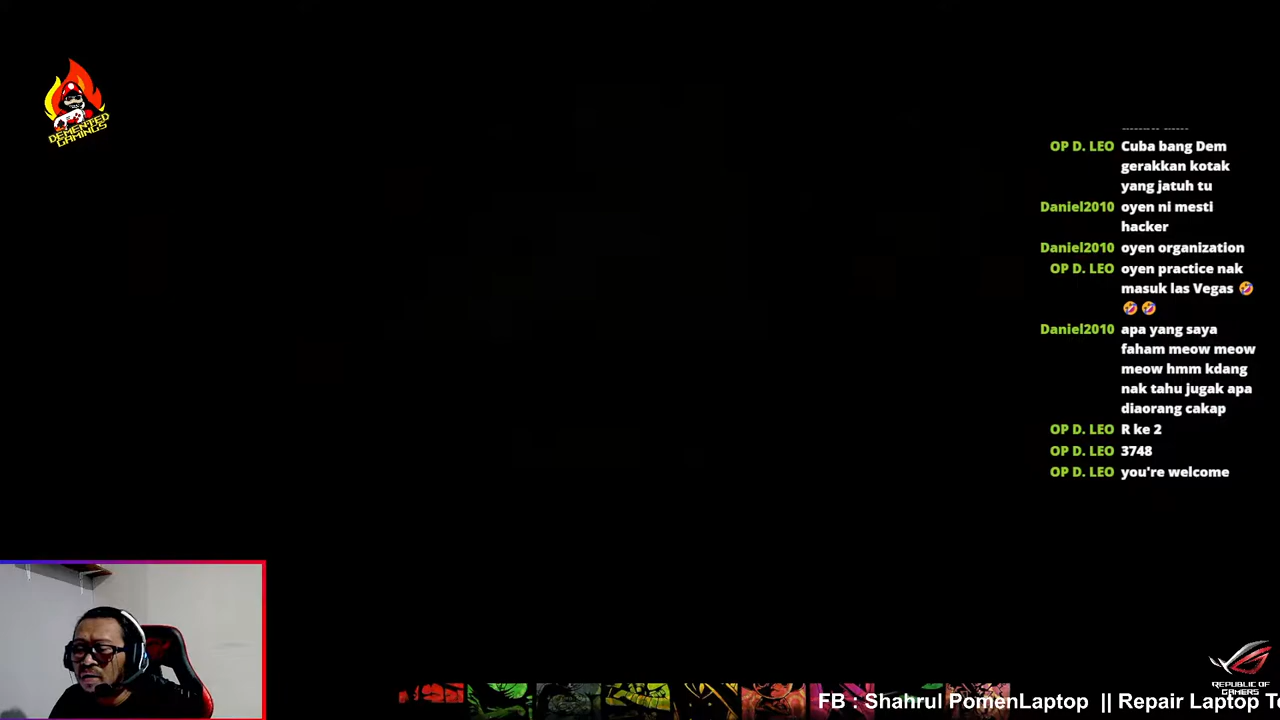 DEMENTED
GAMINGS
OP D. LEO Cuba bang Dem
gerakkan kotak
yang jatuh tu
Daniel2010 oyen ni mesti
hacker
Daniel2010 oyen organization
OP D. LEO oyen practice nak
masuk las Vegas 🤣
🤣 🤣
Daniel2010 apa yang saya
faham meow meow
meow hmm kdang
nak tahu jugak apa
diaorang cakap
OP D. LEO R ke 2
OP D. LEO 3748
OP D. LEO you're welcome
REPUBLIC OF
GAMERS
FB : Shahrul PomenLaptop || Repair Laptop T